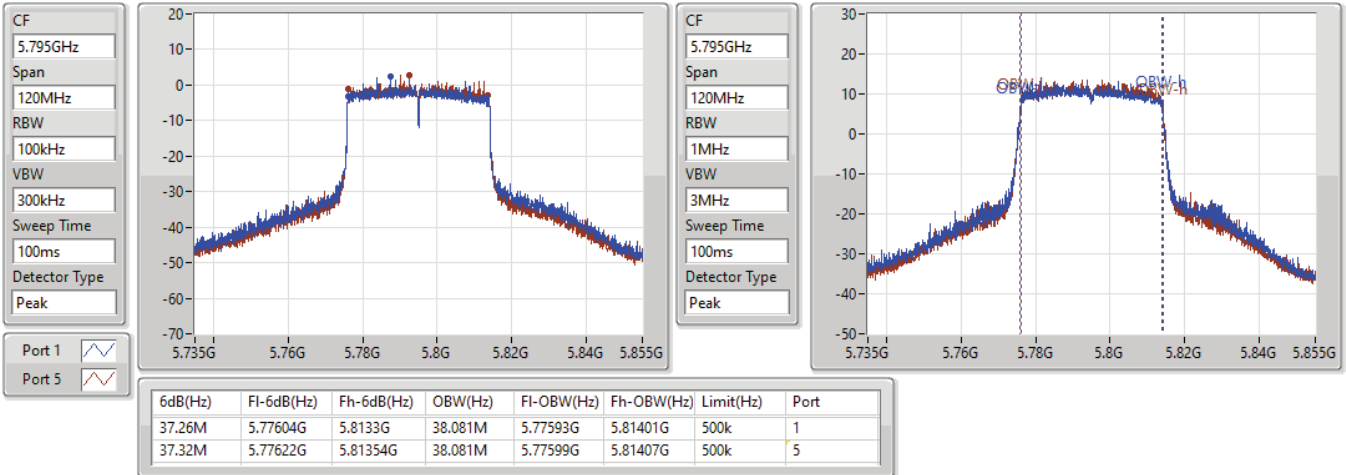 CF
5.795GHz
Span
120MHz
RBW
100kHz
VBW
300kHz
Sweep Time
100ms
Detector Type
Peak
Port 1
Port 5
20
10
0
-10
-20
-30
-40
-50
-60
-70
5.735G 5.76G 5.78G 5.8G 5.82G 5.84G 5.855G
CF
5.795GHz
Span
120MHz
RBW
1MHz
VBW
3MHz
Sweep Time
100ms
Detector Type
Peak
30
20
10
0
-10
-20
-30
-40
-50
OBW-h
5.735G 5.76G 5.78G 5.8G 5.82G 5.84G 5.855G
6dB(Hz) Fl-6dB(Hz) Fh-6dB(Hz) OBW(Hz) Fl-OBW(Hz) Fh-OBW(Hz) Limit(Hz) Port
37.26M 5.77604G 5.8133G 38.081M 5.77593G 5.81401G 500k 1
37.32M 5.77622G 5.81354G 38.081M 5.77599G 5.81407G 500k 5